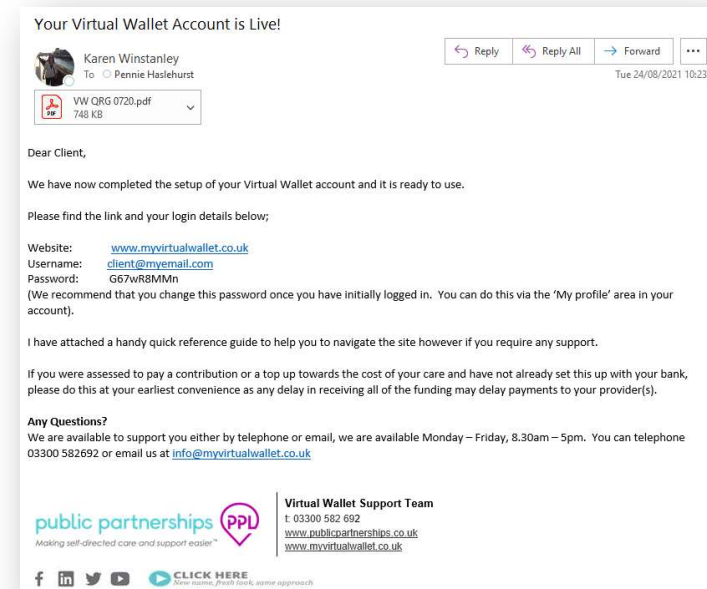 Your Virtual Wallet Account is Live!
Karen Winstanley
To Pennie Haslehurst
Reply
Reply All
Forward
Tue 24/08/2021 10:23
PDF
VW QRG 0720.pdf
748 KB
Dear Client,
We have now completed the setup of your Virtual Wallet account and it is ready to use.
Please find the link and your login details below;
Website: www.myvirtualwallet.co.uk
Username: client@myemail.com
Password: G67wR8MMn
(We recommend that you change this password once you have initially logged in. You can do this via the ‘My profile’ area in your
account).
I have attached a handy quick reference guide to help you to navigate the site however if you require any support.
If you were assessed to pay a contribution or a top up towards the cost of your care and have not already set this up with your bank,
please do this at your earliest convenience as any delay in receiving all of the funding may delay payments to your provider(s).
Any Questions?
We are available to support you either by telephone or email, we are available Monday – Friday, 8.30am – 5pm. You can telephone
03300 582692 or email us at info@myvirtualwallet.co.uk
public partnerships PPL
Making self-directed care and support easier™
Virtual Wallet Support Team
t: 03300 582 692
www.publicpartnerships.co.uk
www.myvirtualwallet.co.uk
CLICK HERE
New name, fresh look, same approach